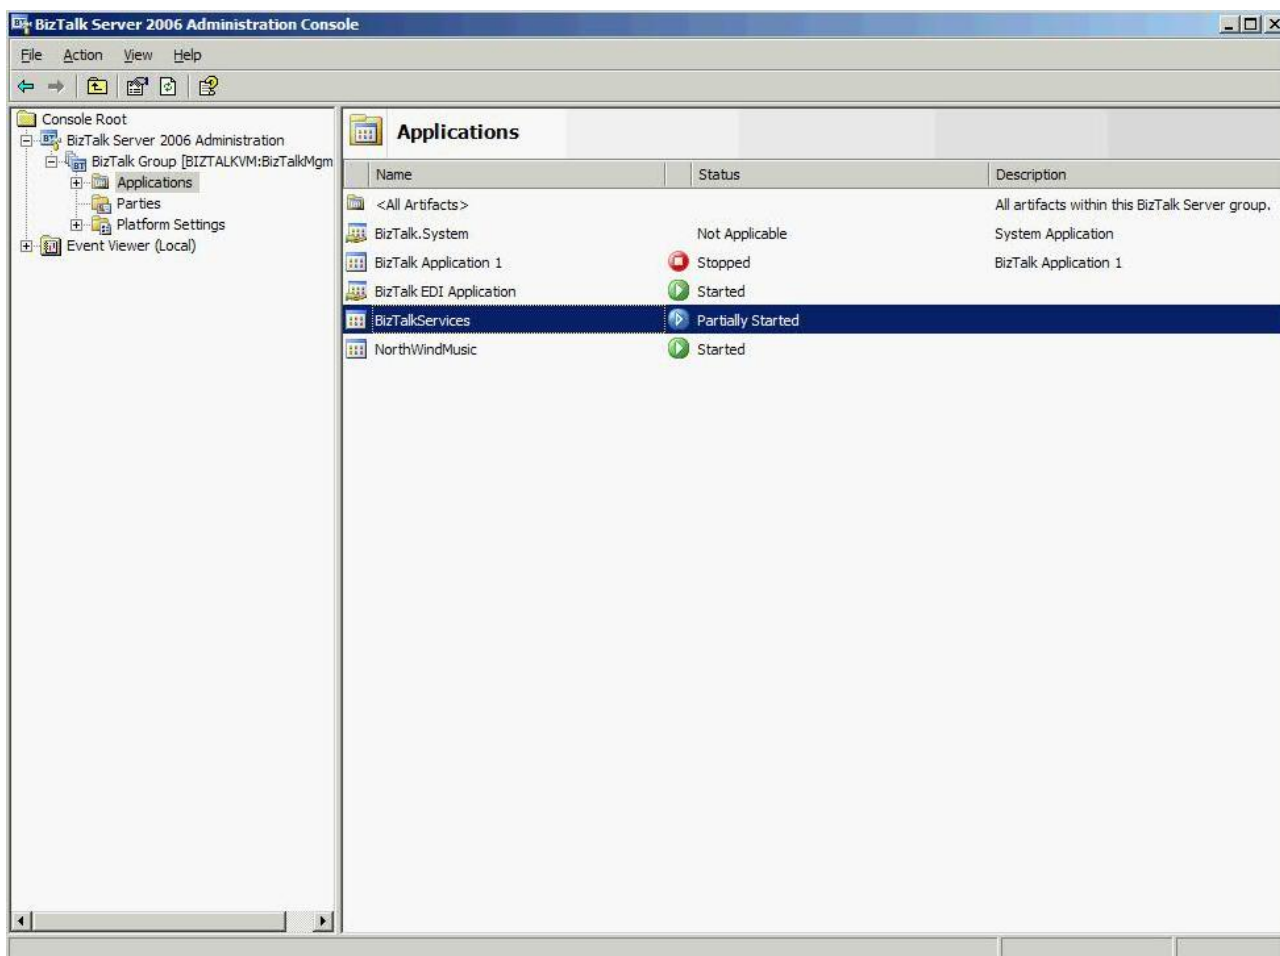 BizTalk Server 2006 Administration Console
File Action View Help
Console Root
BizTalk Server 2006 Administration
BizTalk Group [BIZTALKVM:BizTalkMgm
Applications
Parties
Platform Settings
Event Viewer (Local)
Applications
Name Status Description
<All Artifacts> All artifacts within this BizTalk Server group.
BizTalk.System Not Applicable System Application
BizTalk Application 1 Stopped BizTalk Application 1
BizTalk EDI Application Started
BizTalkServices Partially Started
NorthWindMusic Started